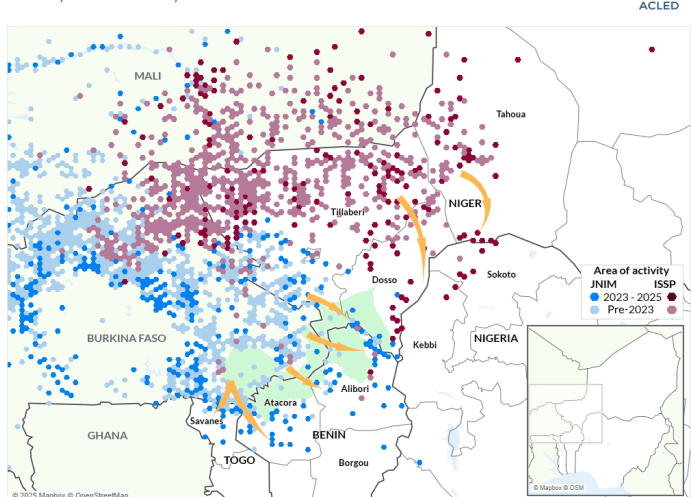 ACLED
MALI
Tahoua
NIGER
Tillaberi
Dosso
Sokoto
Area of activity
JNIM ISSP
2023 - 2025
Pre-2023
BURKINA FASO
Kebbi
NIGERIA
Alibori
Atacora
Savanes
GHANA
BENIN
TOGO
Borgou
© Mapbox © OSM
© 2025 Mapbox © OpenStreetMap